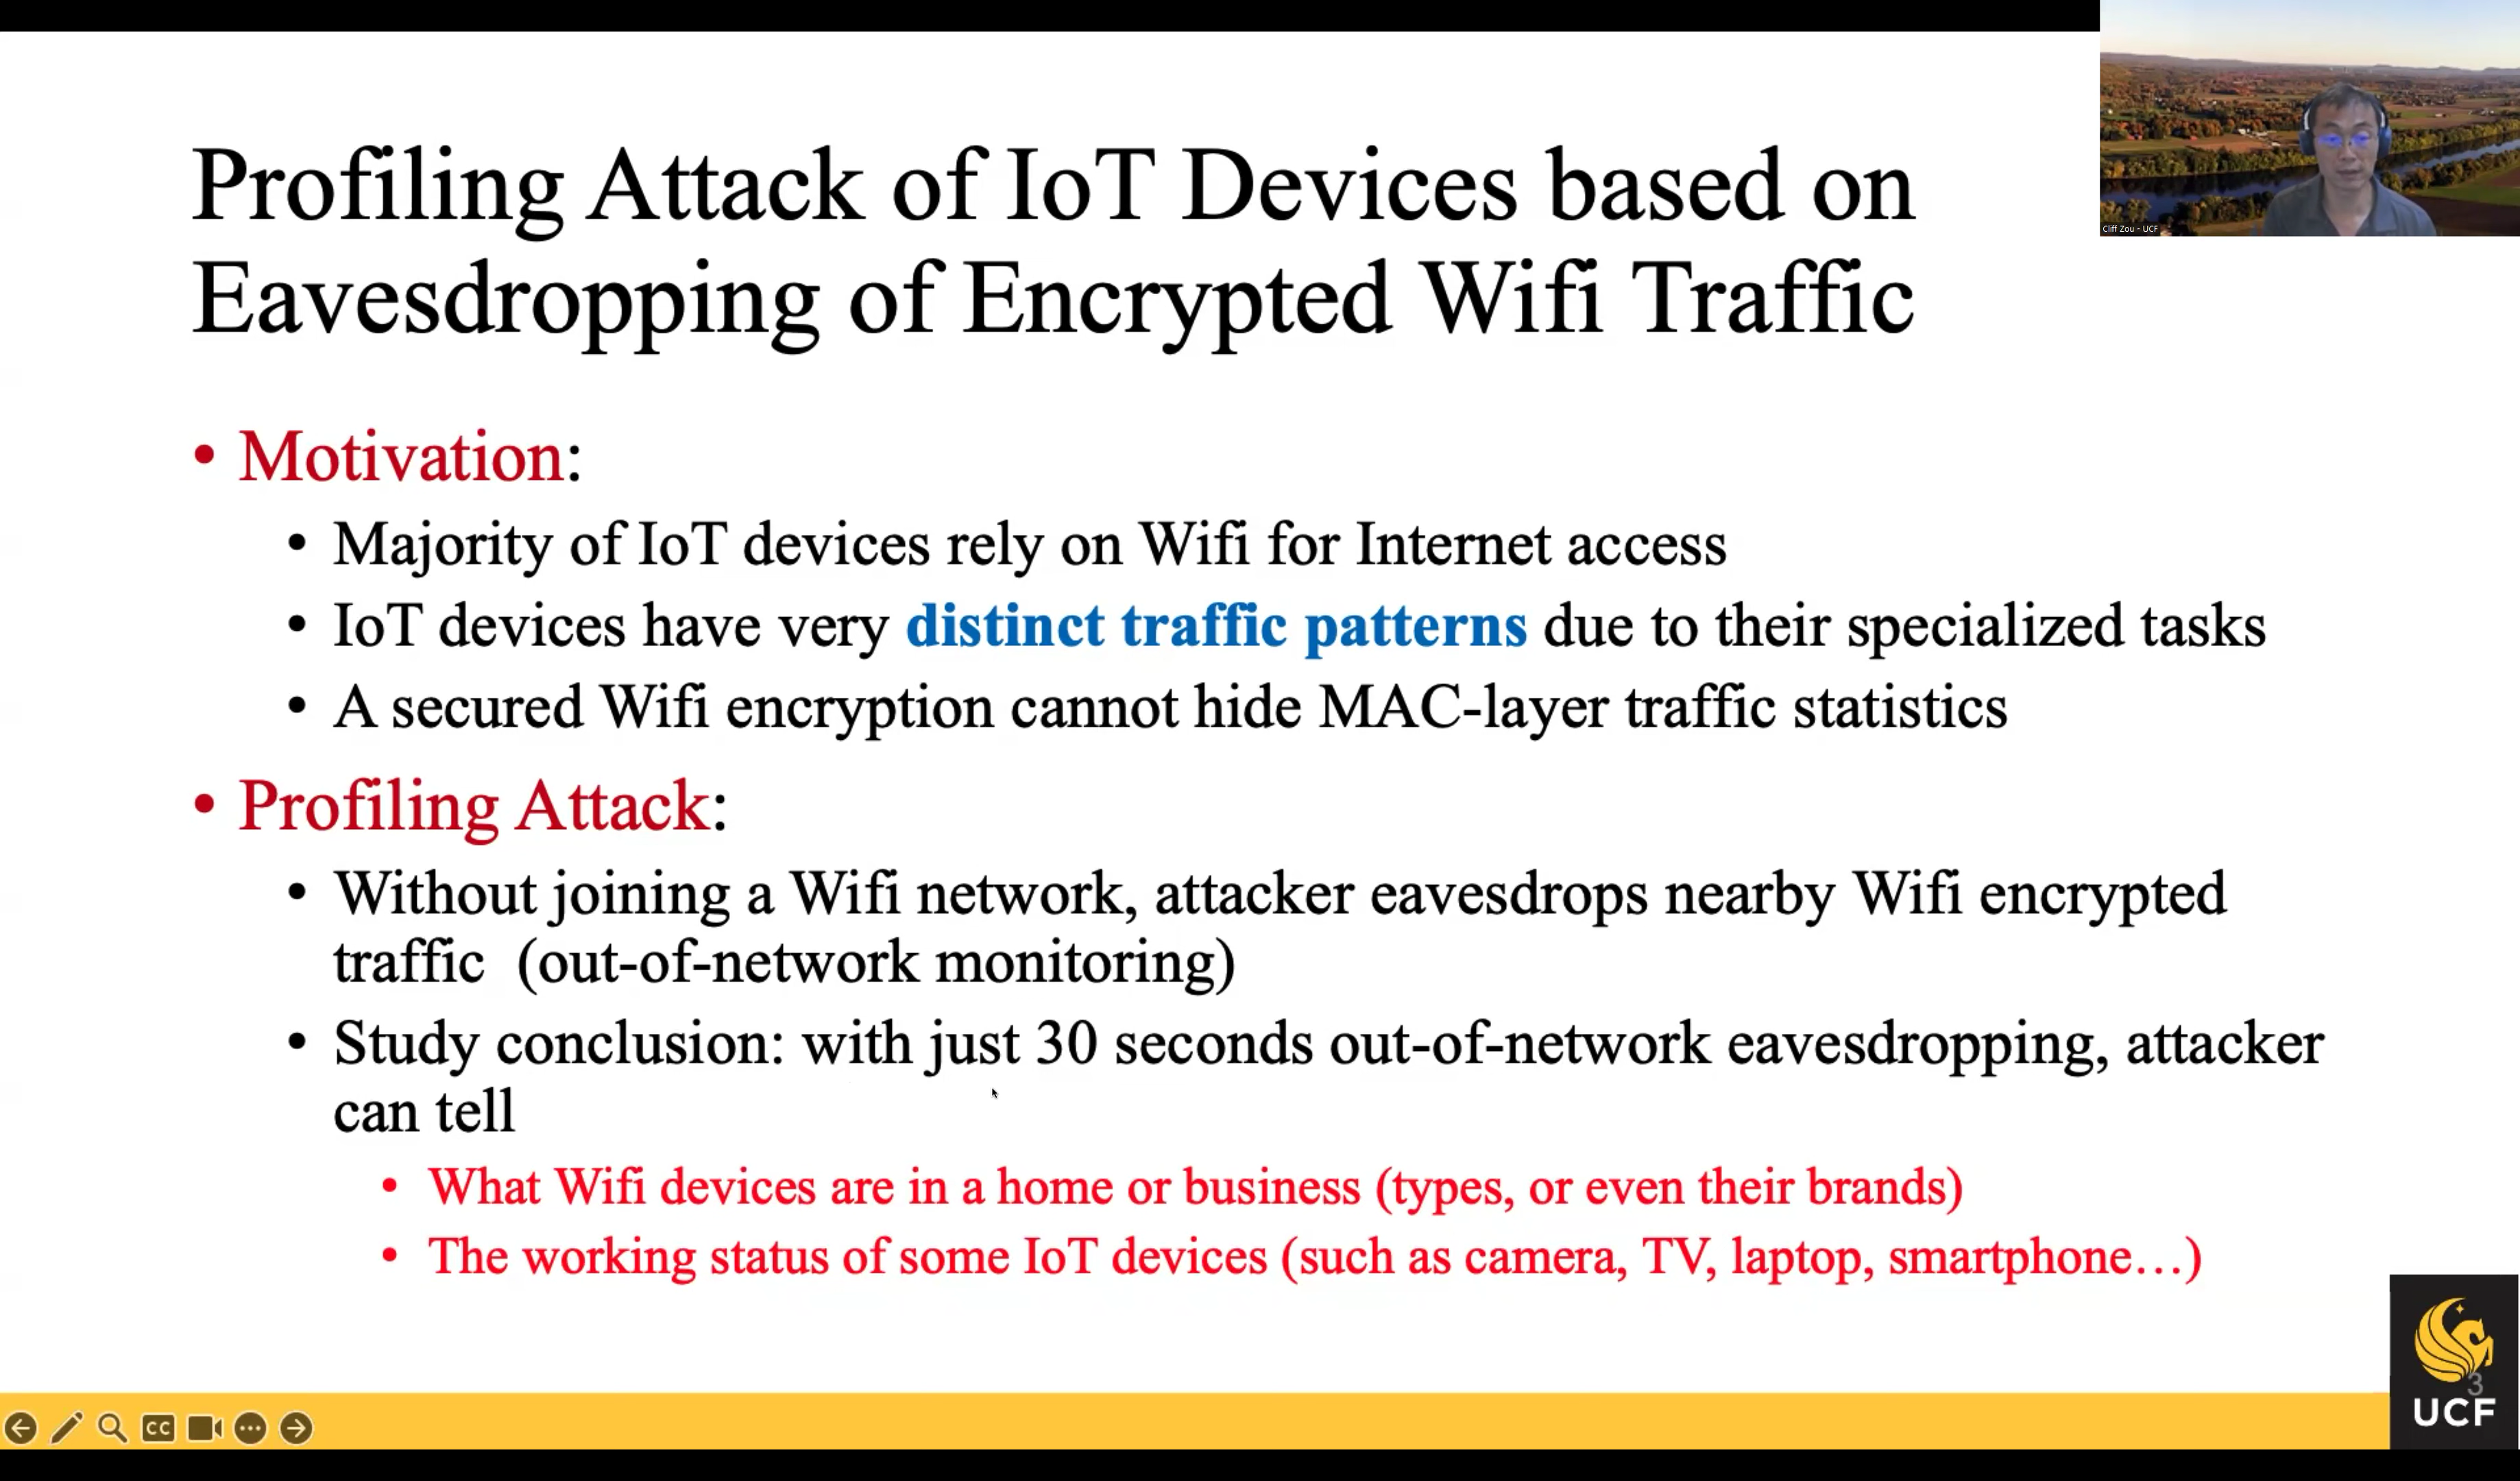 Cliff Zou - UCF
Profiling Attack of IoT Devices based on
Eavesdropping of Encrypted Wifi Traffic
• Motivation:
• Majority of IoT devices rely on Wifi for Internet access
• IoT devices have very distinct traffic patterns due to their specialized tasks
• A secured Wifi encryption cannot hide MAC-layer traffic statistics
• Profiling Attack:
• Without joining a Wifi network, attacker eavesdrops nearby Wifi encrypted
traffic (out-of-network monitoring)
• Study conclusion: with just 30 seconds out-of-network eavesdropping, attacker
can tell
• What Wifi devices are in a home or business (types, or even their brands)
• The working status of some IoT devices (such as camera, TV, laptop, smartphone…)
3
UCF
CC